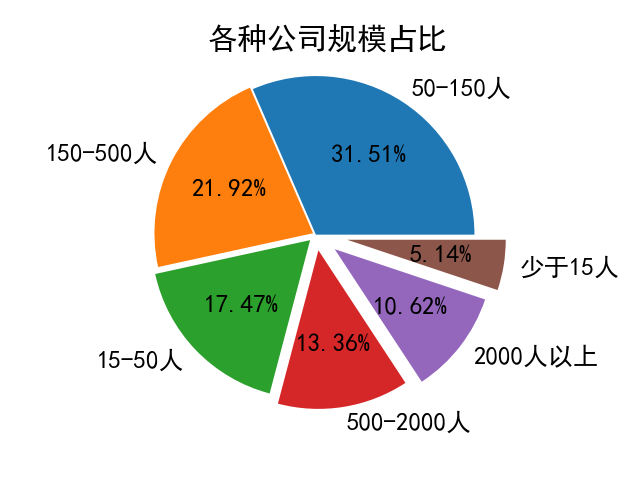 各种公司规模占比
50-150人
31.51%
150-500人
21.92%
15-50人
17.47%
500-2000人
13.36%
2000人以上
10.62%
少于15人
5.14%